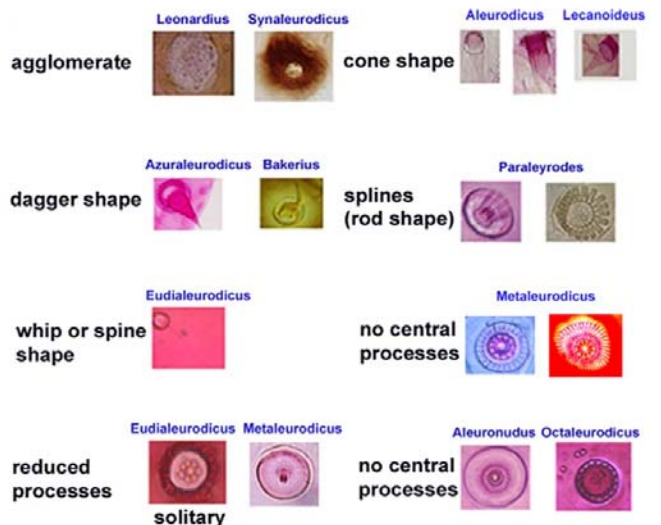 Leonardius Synaleurodicus
agglomerate
Aleurodicus Lecanoideus
cone shape
Azuraleurodicus Bakerius
dagger shape
Paraleyrodes
splines
(rod shape)
Eudialeurodicus
whip or spine
shape
Metaleurodicus
no central
processes
Eudialeurodicus Metaleurodicus
reduced
processes
solitary
Aleuronudus Octaleurodicus
no central
processes